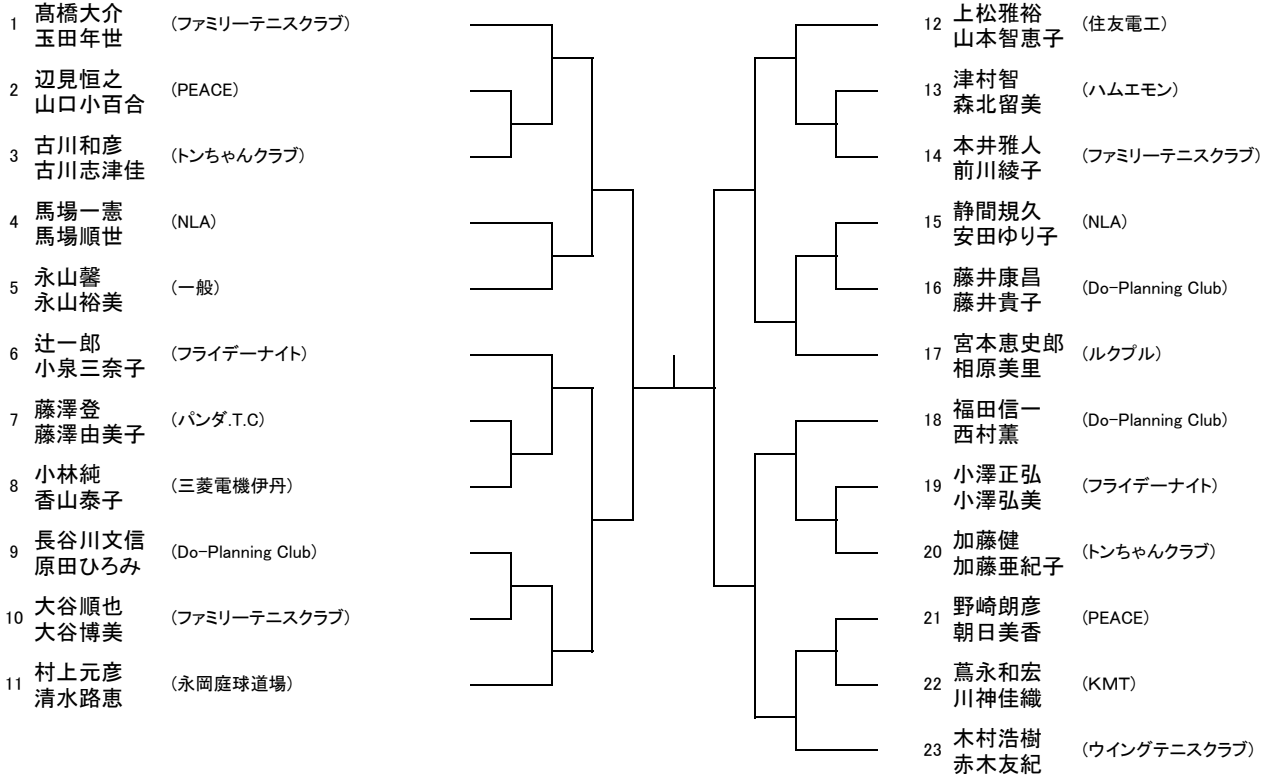 髙橋大介
1 (ファミリーテニスクラブ)
玉田年世
辺見恒之
2 (PEACE)
山口小百合
古川和彦
3 (トンちゃんクラブ)
古川志津佳
馬場一憲
4 (NLA)
馬場順世
永山馨
5 (一般)
永山裕美
辻一郎
6 (フライデーナイト)
小泉三奈子
藤澤登
7 (パンダ.T.C)
藤澤由美子
小林純
8 (三菱電機伊丹)
香山泰子
長谷川文信
9 (Do-Planning Club)
原田ひろみ
大谷順也
10 (ファミリーテニスクラブ)
大谷博美
村上元彦
11 (永岡庭球道場)
清水路恵
上松雅裕
12 (住友電工)
山本智恵子
津村智
13 (ハムエモン)
森北留美
本井雅人
14 (ファミリーテニスクラブ)
前川綾子
静間規久
15 (NLA)
安田ゆり子
藤井康昌
16 (Do-Planning Club)
藤井貴子
宮本恵史郎
17 (ルクプル)
相原美里
福田信一
18 (Do-Planning Club)
西村薫
小澤正弘
19 (フライデーナイト)
小澤弘美
加藤健
20 (トンちゃんクラブ)
加藤亜紀子
野崎朗彦
21 (PEACE)
朝日美香
蔦永和宏
22 (KMT)
川神佳織
木村浩樹
23 (ウイングテニスクラブ)
赤木友紀